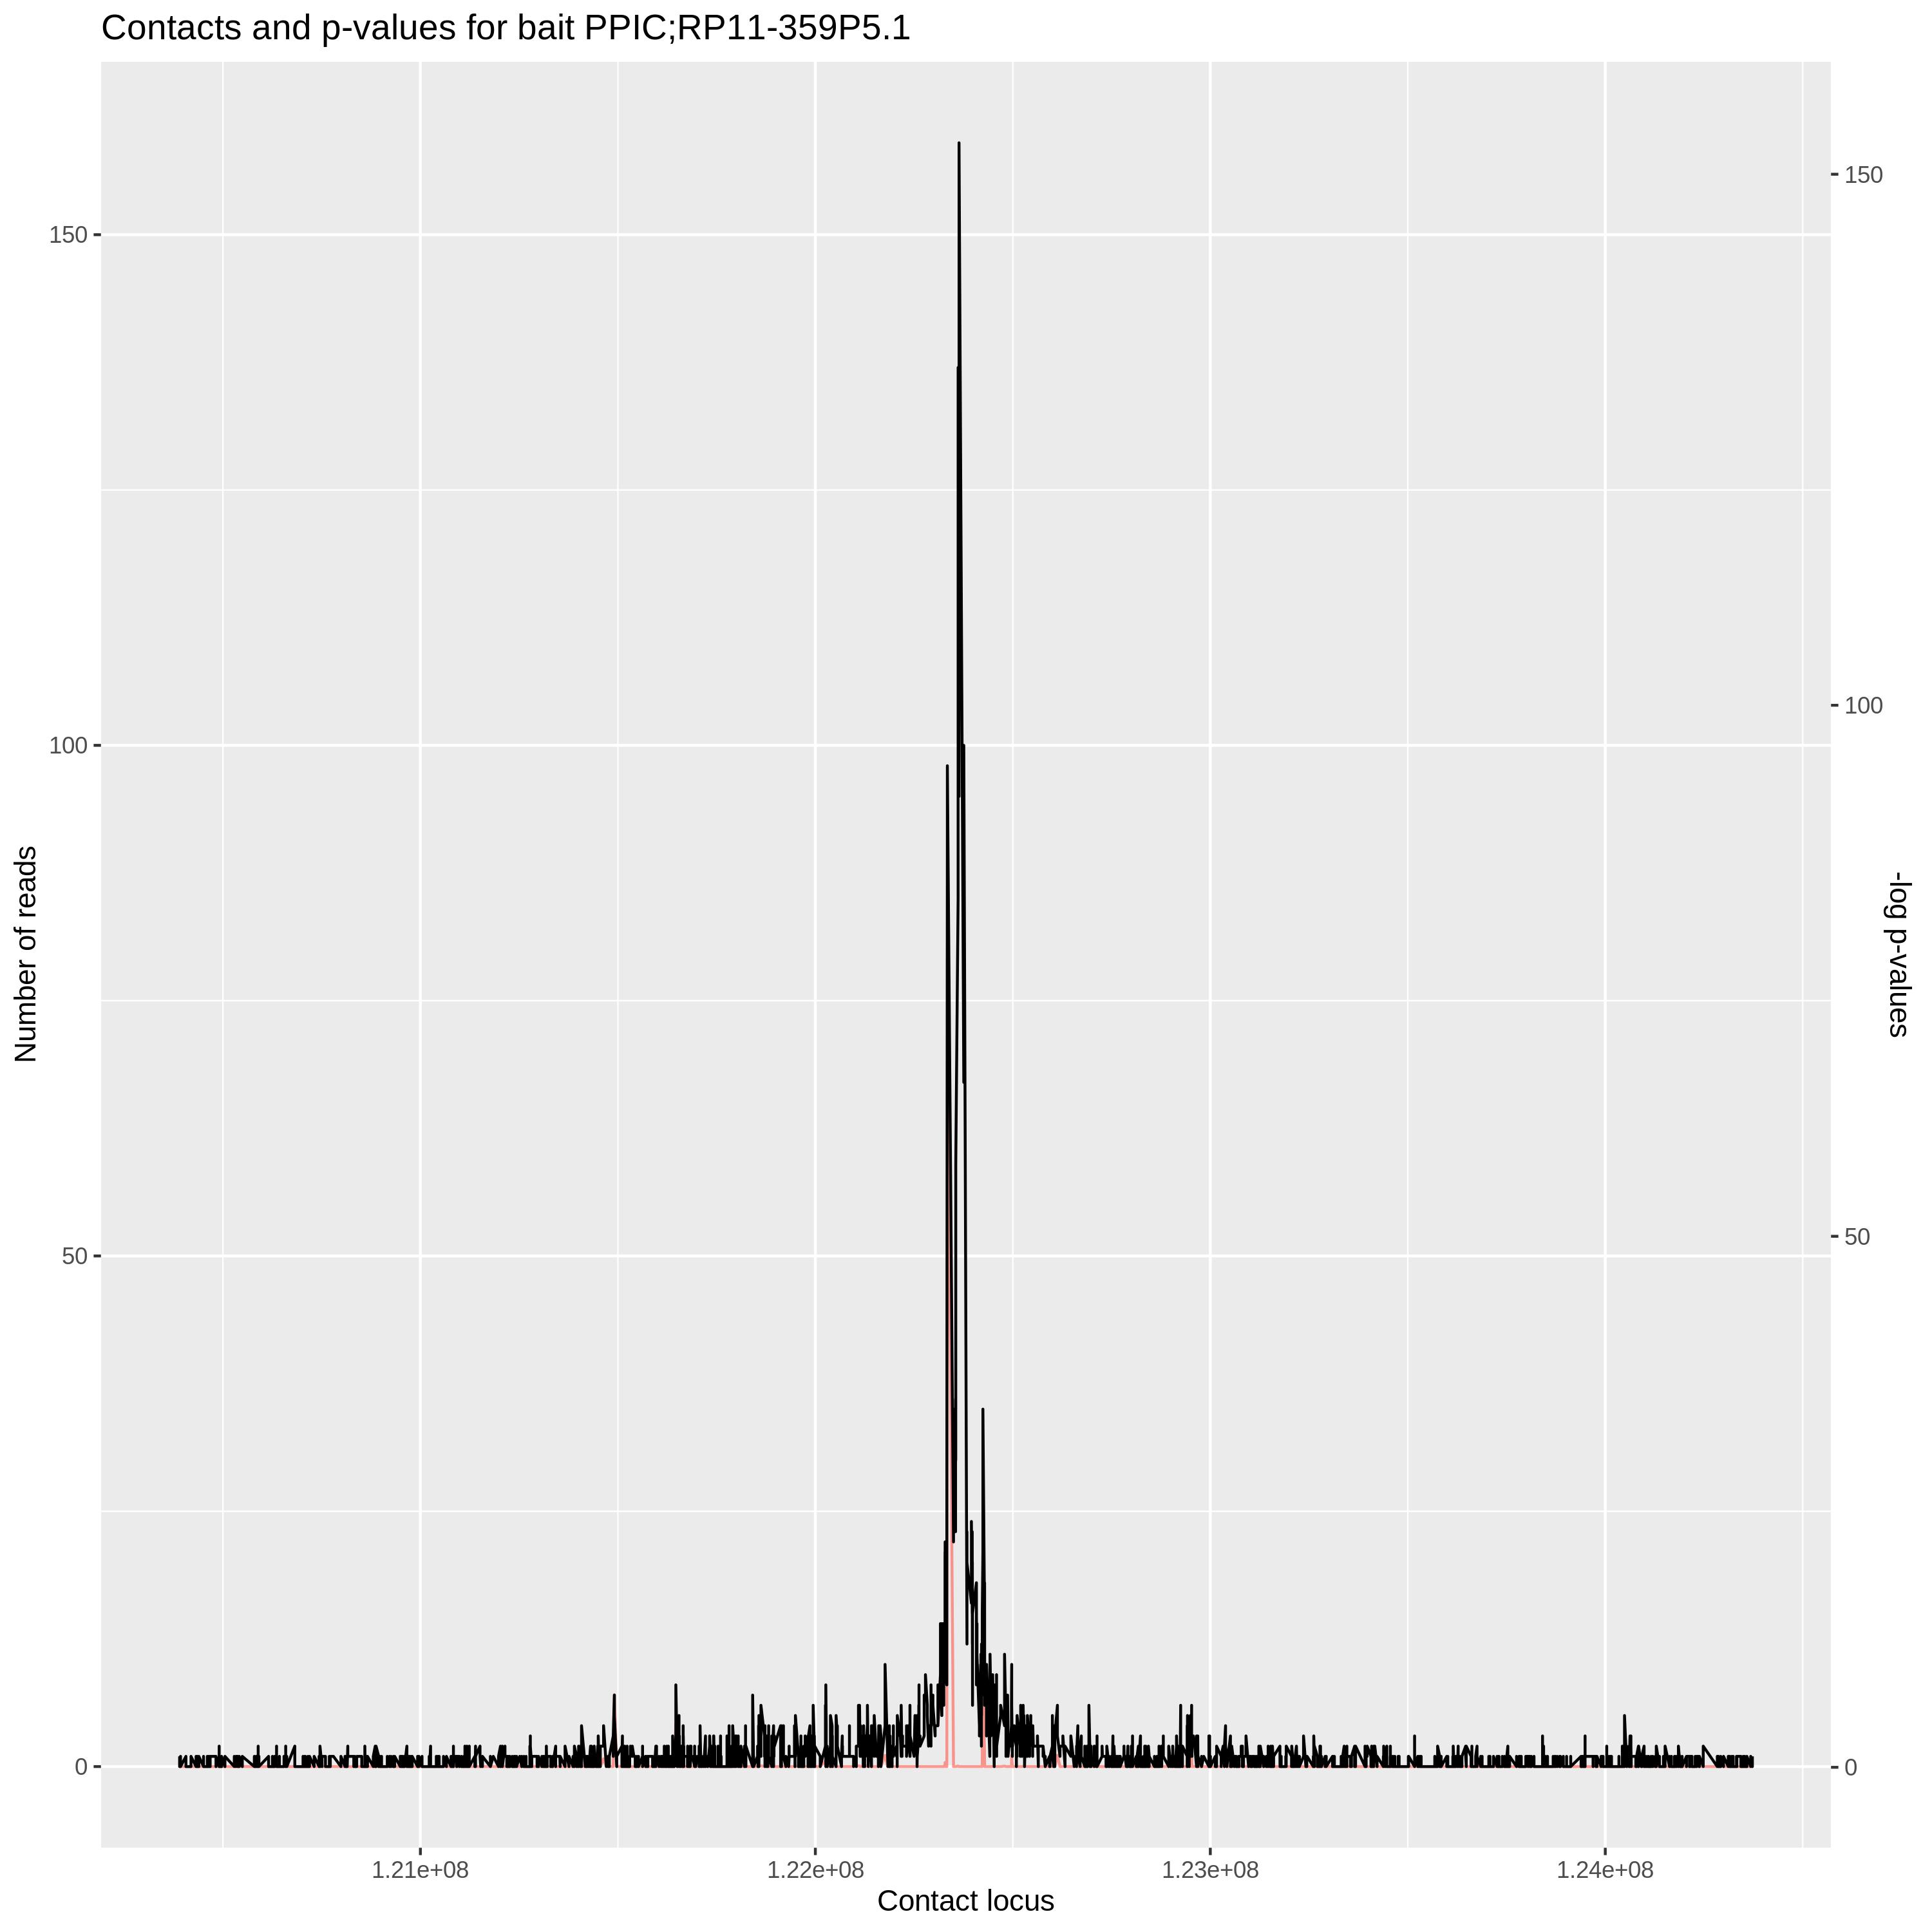 Contacts and p-values for bait PPIC;RP11-359P5.1
150
100
50
0
Number of reads
150
100
50
0
-log p-values
1.21e+08
1.22e+08
1.23e+08
1.24e+08
Contact locus